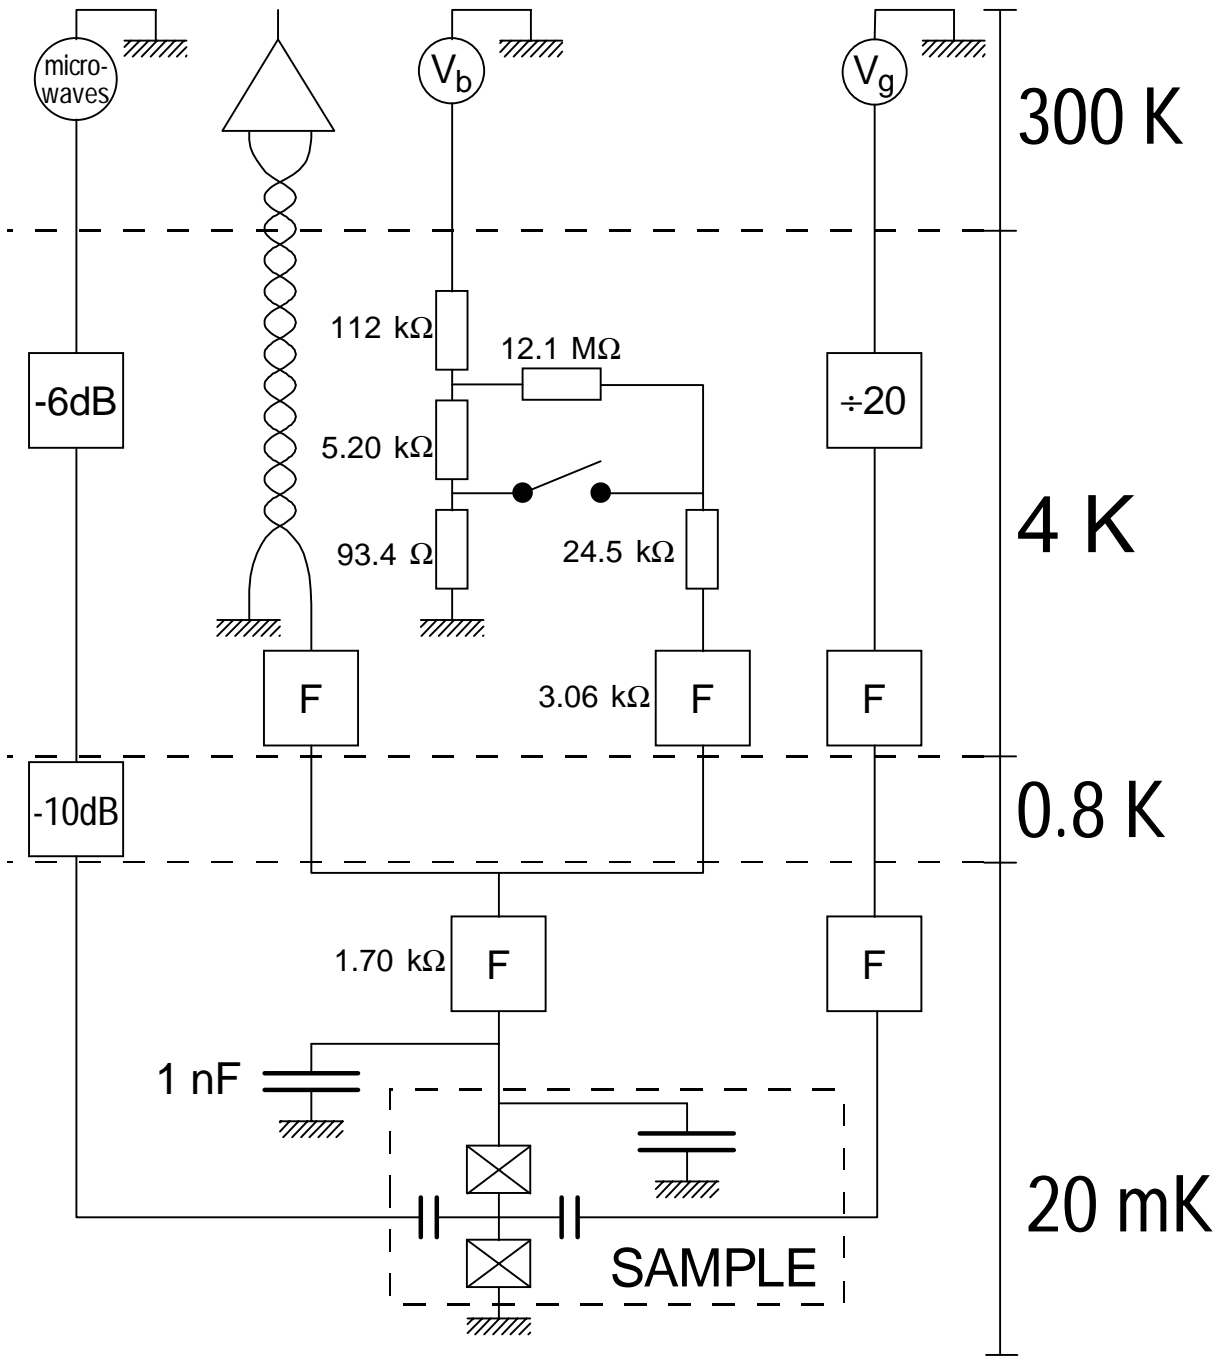 micro-
waves
V_b
V_g
300 K
112 kΩ
12.1 MΩ
-6dB
÷20
5.20 kΩ
4 K
93.4 Ω
24.5 kΩ
F
3.06 kΩ
F
F
-10dB
0.8 K
1.70 kΩ
F
F
1 nF
20 mK
SAMPLE